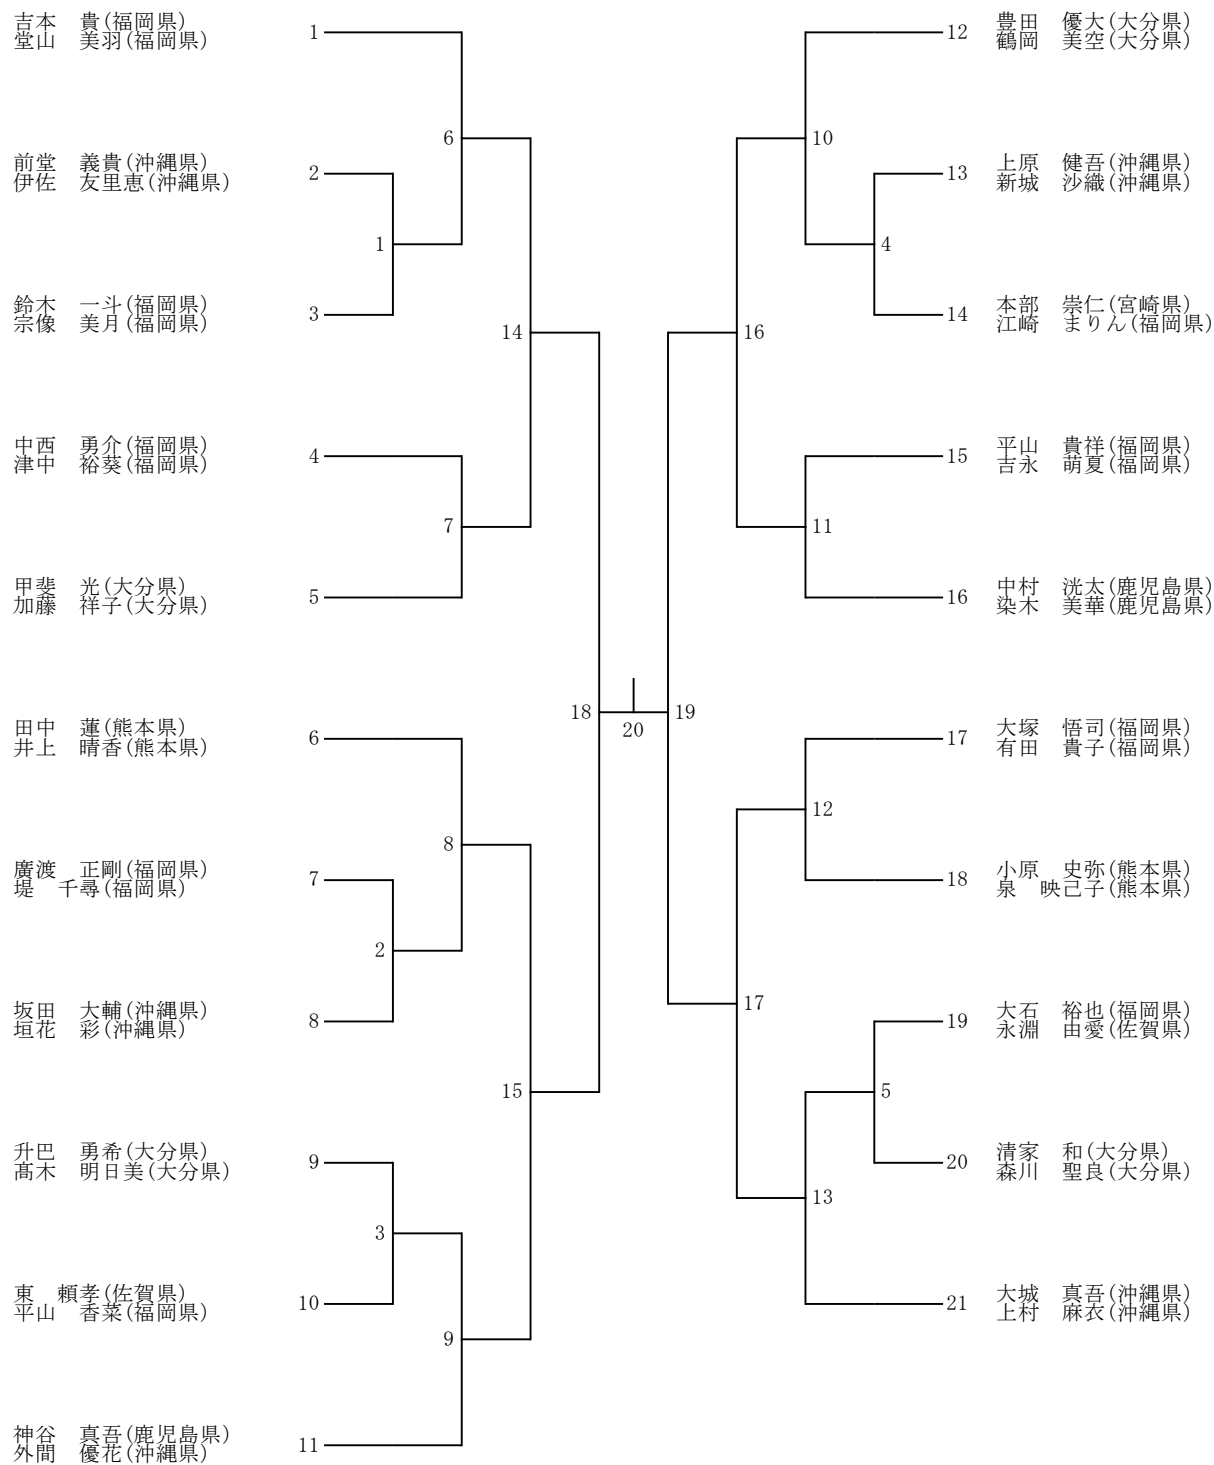 吉本　貴(福岡県)
堂山　美羽(福岡県)
1
前堂　義貴(沖縄県)
伊佐　友里恵(沖縄県)
2
鈴木　一斗(福岡県)
宗像　美月(福岡県)
3
中西　勇介(福岡県)
津中　裕葵(福岡県)
4
甲斐　光(大分県)
加藤　祥子(大分県)
5
田中　蓮(熊本県)
井上　晴香(熊本県)
6
廣渡　正剛(福岡県)
堤　千尋(福岡県)
7
坂田　大輔(沖縄県)
垣花　彩(沖縄県)
8
升巴　勇希(大分県)
髙木　明日美(大分県)
9
東　頼孝(佐賀県)
平山　香菜(福岡県)
10
神谷　真吾(鹿児島県)
外間　優花(沖縄県)
11
1
2
3
6
7
8
9
14
15
18
20
19
16
17
10
11
12
13
4
5
12
豊田　優大(大分県)
鶴岡　美空(大分県)
13
上原　健吾(沖縄県)
新城　沙織(沖縄県)
14
本部　崇仁(宮崎県)
江崎　まりん(福岡県)
15
平山　貴祥(福岡県)
吉永　萌夏(福岡県)
16
中村　洸太(鹿児島県)
染木　美華(鹿児島県)
17
大塚　悟司(福岡県)
有田　貴子(福岡県)
18
小原　史弥(熊本県)
泉　映己子(熊本県)
19
大石　裕也(福岡県)
永淵　由愛(佐賀県)
20
清家　和(大分県)
森川　聖良(大分県)
21
大城　真吾(沖縄県)
上村　麻衣(沖縄県)